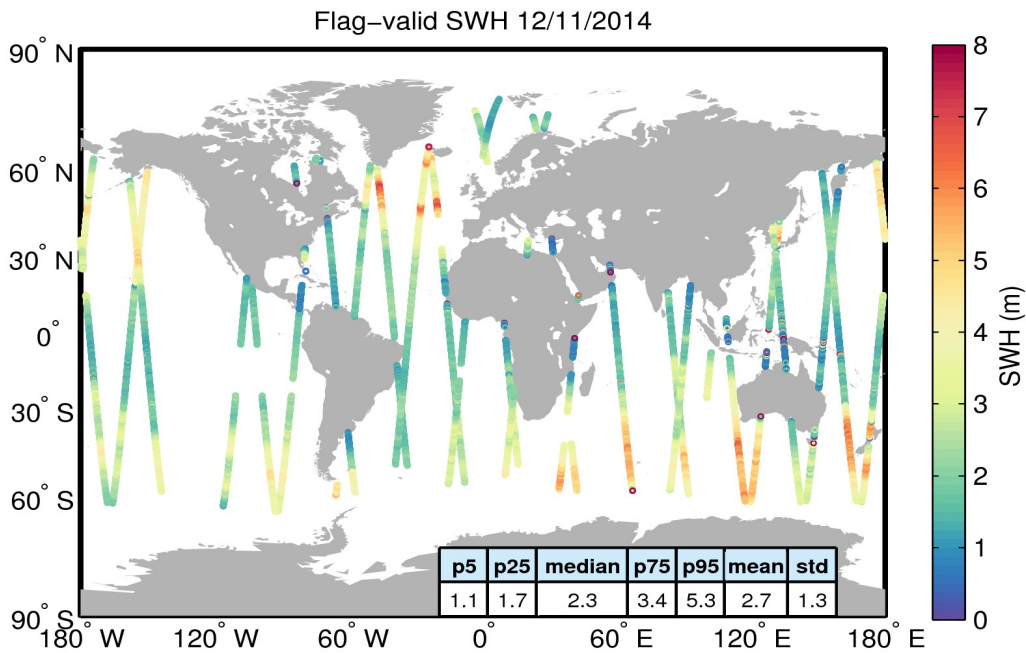 Flag−valid SWH 12/11/2014
90° N
60° N
30° N
0°
30° S
60° S
90° S
180° W
120° W
60° W
0°
60° E
120° E
180° E
p5 p25 median p75 p95 mean std
1.1 1.7 2.3 3.4 5.3 2.7 1.3
8
7
6
5
4
3
2
1
0
SWH (m)